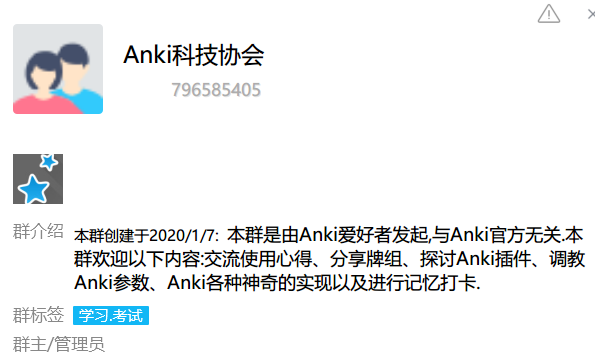 Anki科技协会
796585405
群介绍
本群创建于2020/1/7: 本群是由Anki爱好者发起,与Anki官方无关.本
群欢迎以下内容:交流使用心得、分享牌组、探讨Anki插件、调教
Anki参数、Anki各种神奇的实现以及进行记忆打卡.
群标签 学习.考试
群主/管理员